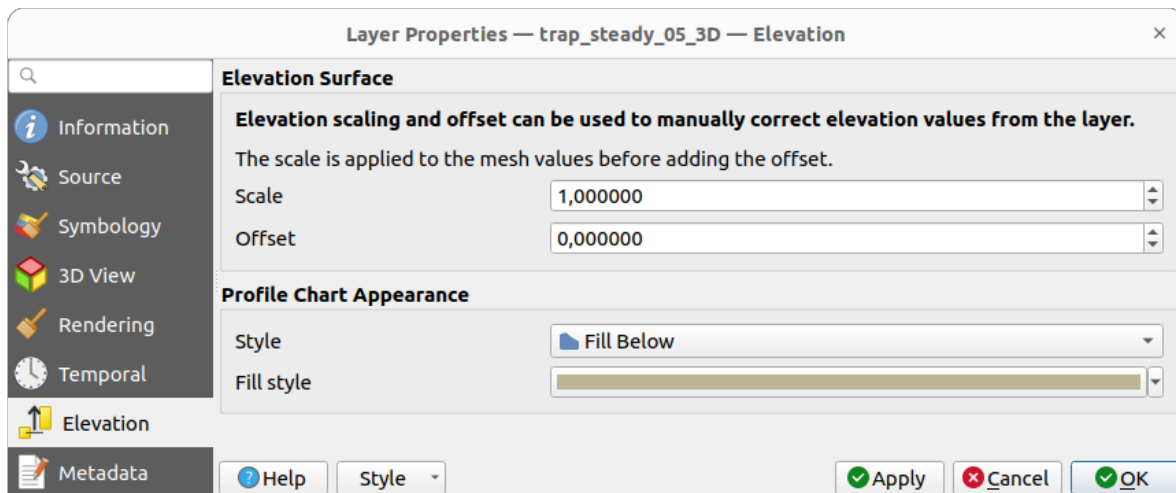 Layer Properties — trap_steady_05_3D — Elevation
Information
Source
Symbology
3D View
Rendering
Temporal
Elevation
Metadata
Elevation Surface
Elevation scaling and offset can be used to manually correct elevation values from the layer.
The scale is applied to the mesh values before adding the offset.
Scale 1,000000
Offset 0,000000
Profile Chart Appearance
Style Fill Below
Fill style
Help Style Apply Cancel OK